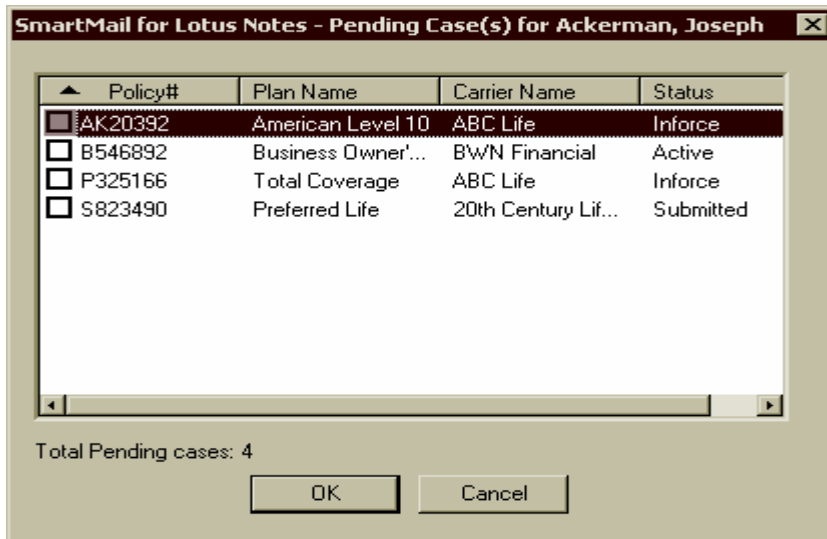 SmartMail for Lotus Notes - Pending Case(s) for Ackerman, Joseph
Policy# Plan Name Carrier Name Status
AK20392 American Level 10 ABC Life Inforce
B546892 Business Owner'... BWN Financial Active
P325166 Total Coverage ABC Life Inforce
S823490 Preferred Life 20th Century Lif... Submitted
Total Pending cases: 4
OK Cancel